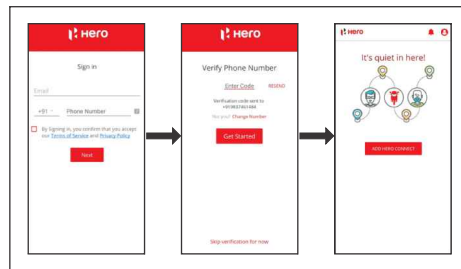 Hero
Sign in
Email
+91
Phone Number
By Signing in, you confirm that you accept
our Terms of Service and Privacy Policy
Next
Hero
Verify Phone Number
Enter Code
RESEND
Verification code sent to
Not you? Change Number
Get Started
Skip verification for now
Hero
It's quiet in here!
ADD HERO CONNECT